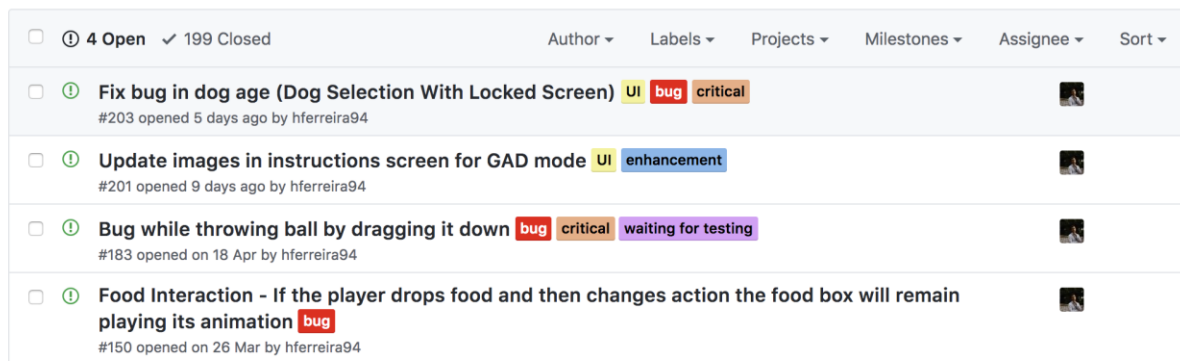 4 Open 199 Closed Author Labels Projects Milestones Assignee Sort
Fix bug in dog age (Dog Selection With Locked Screen) UI bug critical
#203 opened 5 days ago by hferreira94
Update images in instructions screen for GAD mode UI enhancement
#201 opened 9 days ago by hferreira94
Bug while throwing ball by dragging it down bug critical waiting for testing
#183 opened on 18 Apr by hferreira94
Food Interaction - If the player drops food and then changes action the food box will remain
playing its animation bug
#150 opened on 26 Mar by hferreira94